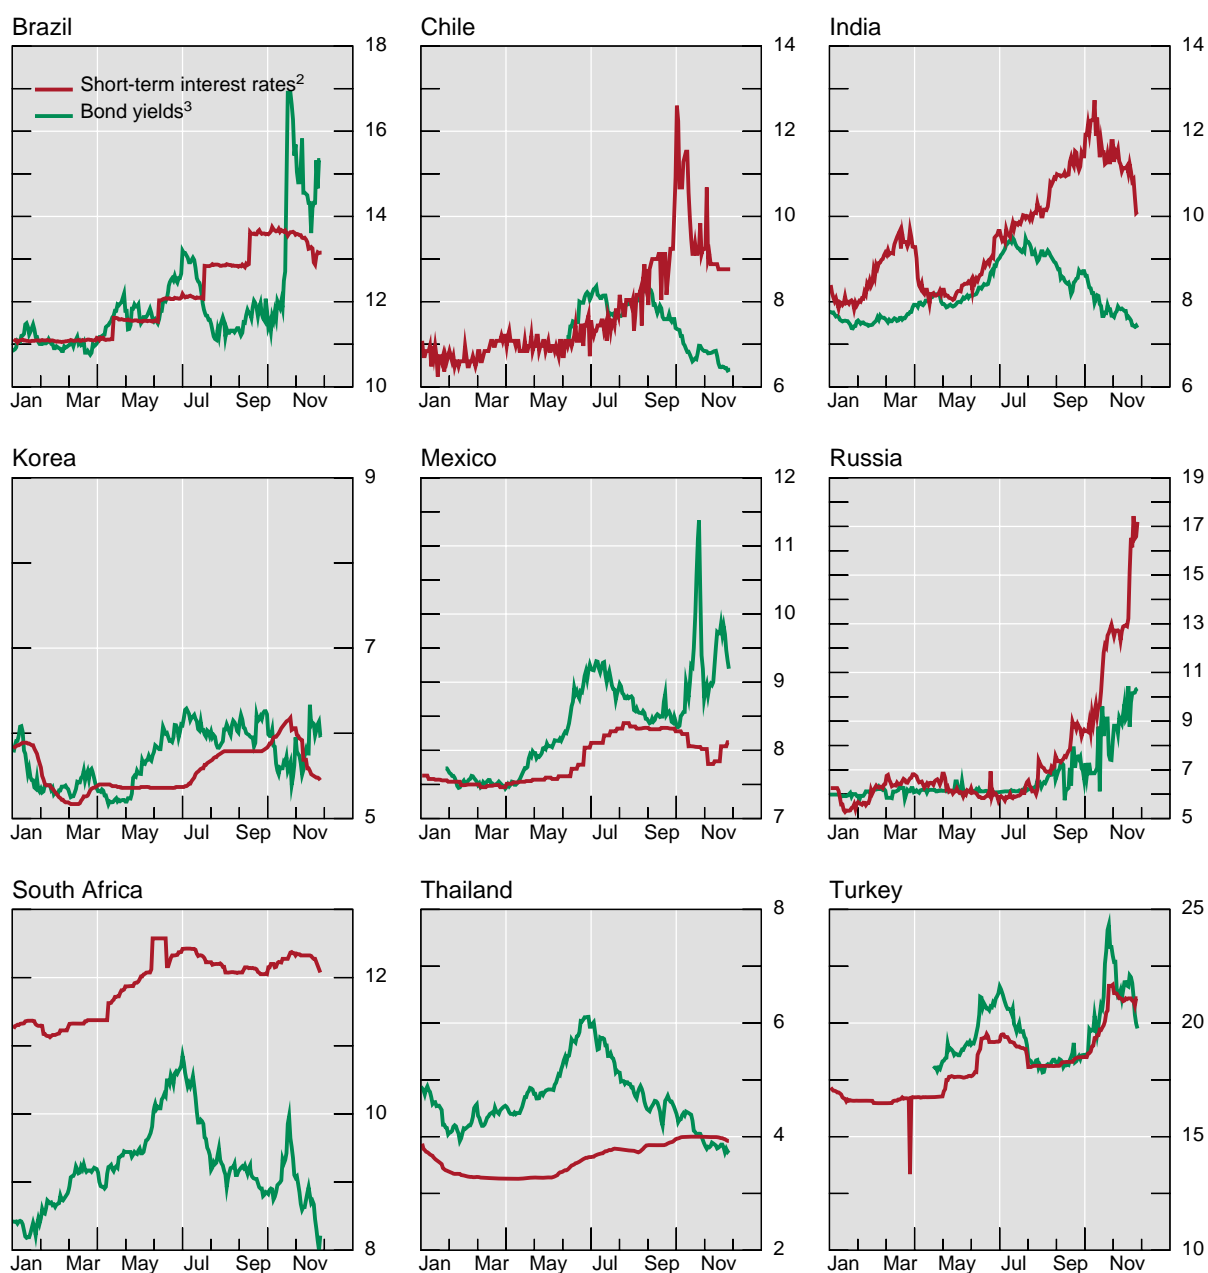 Brazil
Chile
India
18
14
14
Short-term interest rates2
Bond yields3
16
12
12
14
10
10
12
8
8
10
6
6
Jan Mar May Jul Sep Nov
Jan Mar May Jul Sep Nov
Jan Mar May Jul Sep Nov
Korea
Mexico
Russia
9
12
19
17
11
15
10
7
13
9
11
9
8
7
5
7
5
Jan Mar May Jul Sep Nov
Jan Mar May Jul Sep Nov
Jan Mar May Jul Sep Nov
South Africa
Thailand
Turkey
8
25
12
6
20
10
4
15
8
2
10
Jan Mar May Jul Sep Nov
Jan Mar May Jul Sep Nov
Jan Mar May Jul Sep Nov